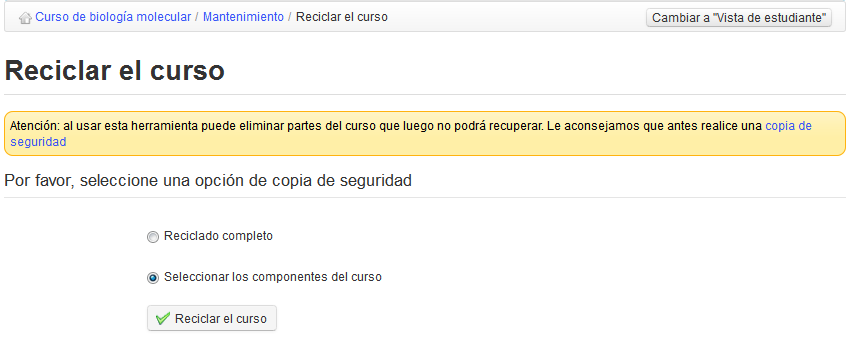 Curso de biología molecular / Mantenimiento / Reciclar el curso
Cambiar a "Vista de estudiante"
Reciclar el curso
Atención: al usar esta herramienta puede eliminar partes del curso que luego no podrá recuperar. Le aconsejamos que antes realice una copia de
seguridad
Por favor, seleccione una opción de copia de seguridad
Reciclado completo
Seleccionar los componentes del curso
Reciclar el curso